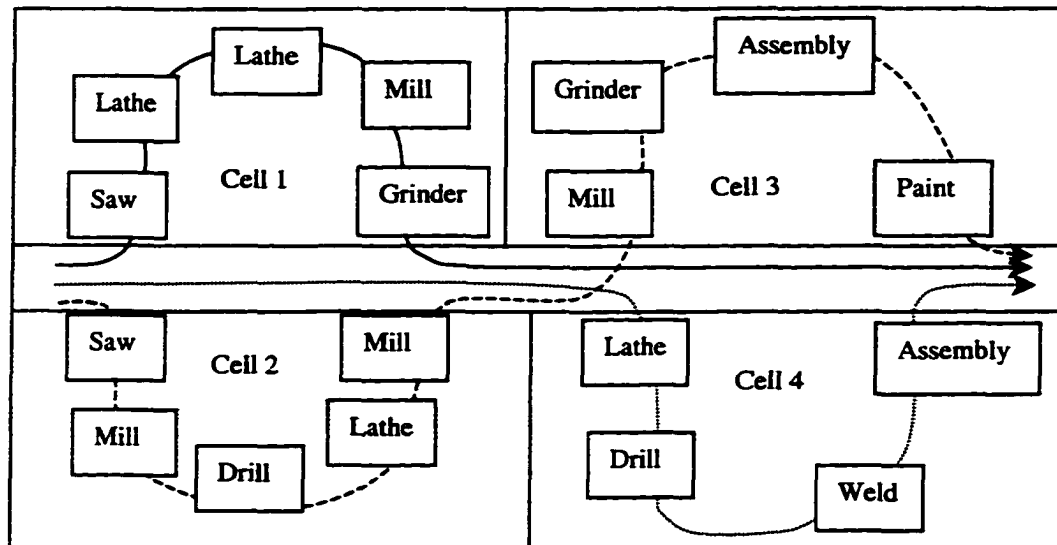 Lathe
Lathe
Mill
Saw
Cell 1
Grinder
Assembly
Grinder
Mill
Cell 3
Paint
Saw
Cell 2
Mill
Mill
Drill
Lathe
Lathe
Cell 4
Assembly
Drill
Weld